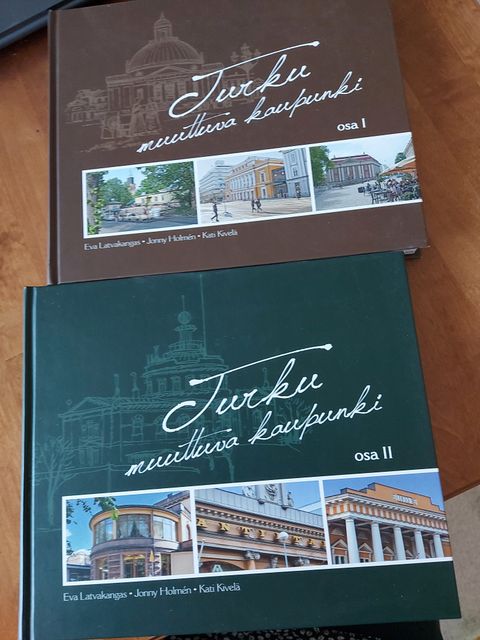 Turku
muuttuva kaupunki
osa I
Eva Latvakangas • Jonny Holmén • Kati Kivelä
Turku
muuttuva kaupunki
osa II
Eva Latvakangas • Jonny Holmén • Kati Kivelä